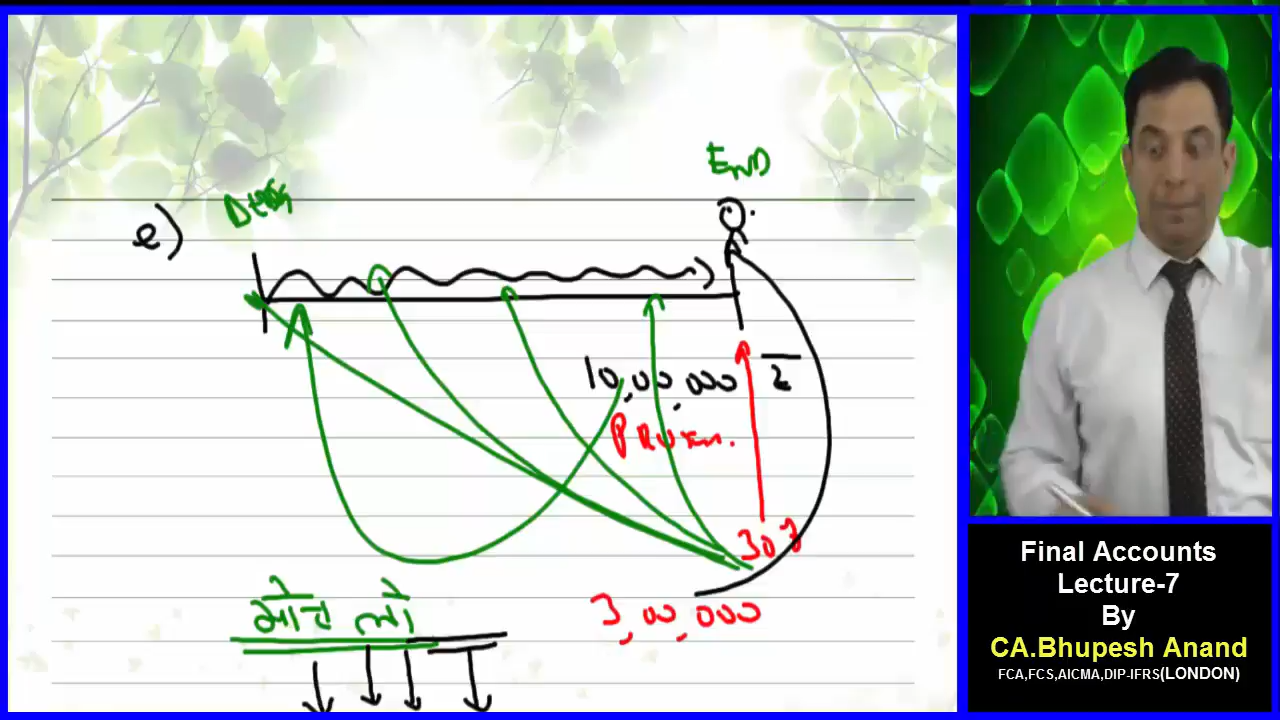 END
e)
10,00,000
2
30%
3,00,000
Final Accounts
Lecture-7
By
CA.Bhupesh Anand
FCA,FCS,AICMA,DIP-IFRS(LONDON)